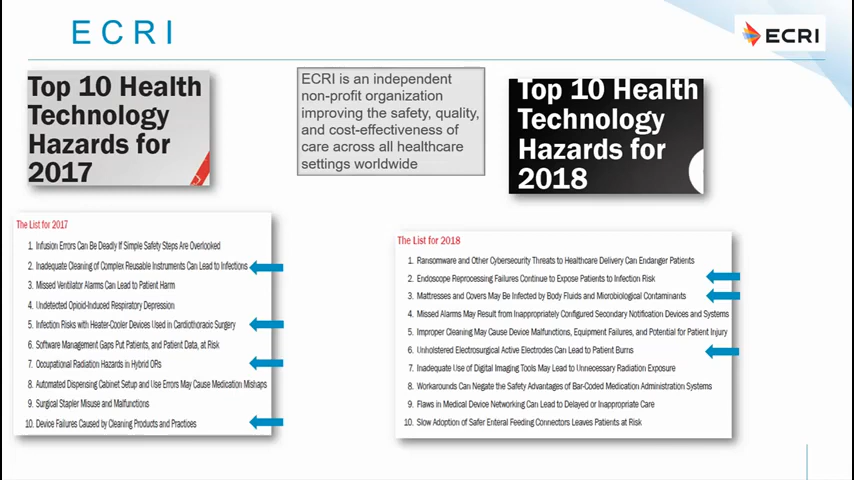 ECRI
ECRI
Top 10 Health
Technology
Hazards for
2017
ECRI is an independent
non-profit organization
improving the safety, quality,
and cost-effectiveness of
care across all healthcare
settings worldwide
Top 10 Health
Technology
Hazards for
2018
The List for 2017
1. Infusion Errors Can Be Deadly If Simple Safety Steps Are Overlooked
2. Inadequate Cleaning of Complex Reusable Instruments Can Lead to Infections
3. Missed Ventilator Alarms Can Lead to Patient Harm
4. Undetected Opioid-Induced Respiratory Depression
5. Infection Risks with Heater-Cooler Devices Used in Cardiothoracic Surgery
6. Software Management Gaps Put Patients, and Patient Data, at Risk
7. Occupational Radiation Hazards in Hybrid ORs
8. Automated Dispensing Cabinet Setup and Use Errors May Cause Medication Mishaps
9. Surgical Stapler Misuse and Malfunctions
10. Device Failures Caused by Cleaning Products and Practices
The List for 2018
1. Ransomware and Other Cybersecurity Threats to Healthcare Delivery Can Endanger Patients
2. Endoscope Reprocessing Failures Continue to Expose Patients to Infection Risk
3. Mattresses and Covers May Be Infected by Body Fluids and Microbiological Contaminants
4. Missed Alarms May Result from Inappropriately Configured Secondary Notification Devices and Systems
5. Improper Cleaning May Cause Device Malfunctions, Equipment Failures, and Potential for Patient Injury
6. Unholstered Electrosurgical Active Electrodes Can Lead to Patient Burns
7. Inadequate Use of Digital Imaging Tools May Lead to Unnecessary Radiation Exposure
8. Workarounds Can Negate the Safety Advantages of Bar-Coded Medication Administration Systems
9. Flaws in Medical Device Networking Can Lead to Delayed or Inappropriate Care
10. Slow Adoption of Safer Enteral Feeding Connectors Leaves Patients at Risk